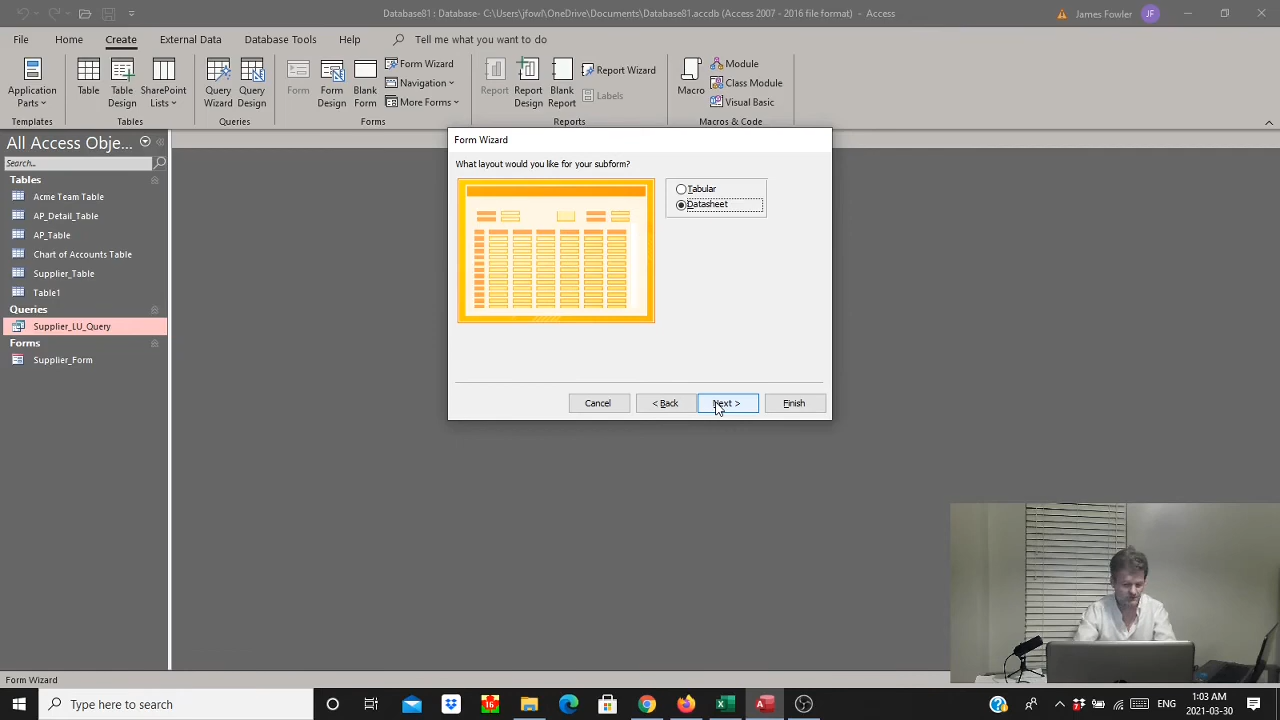 Database81 : Database- C:\Users\jfowl\OneDrive\Documents\Database81.accdb (Access 2007 - 2016 file format) - Access
James Fowler
JF
File
Home
Create
External Data
Database Tools
Help
Tell me what you want to do
Application Parts
Table
Table Design
SharePoint Lists
Query Wizard
Query Design
Form
Form Design
Blank Form
Form Wizard
Navigation
More Forms
Report
Report Design
Blank Report
Report Wizard
Labels
Macro
Module
Class Module
Visual Basic
Templates
Tables
Queries
Forms
Reports
Macros & Code
All Access Obje...
Search...
Tables
Acme Team Table
AP_Detail_Table
AP_Table
Chart of Accounts Table
Supplier_Table
Table1
Queries
Supplier_LU_Query
Forms
Supplier_Form
Form Wizard
What layout would you like for your subform?
Tabular
Datasheet
Cancel
< Back
Next >
Finish
Form Wizard
Type here to search
16
ENG
1:03 AM
2021-03-30